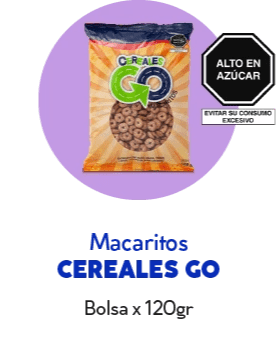 CEREALES
GO
ALTO EN
AZÚCAR
EVITAR SU CONSUMO
EXCESIVO
Macaritos
CEREALES GO
Bolsa x 120gr